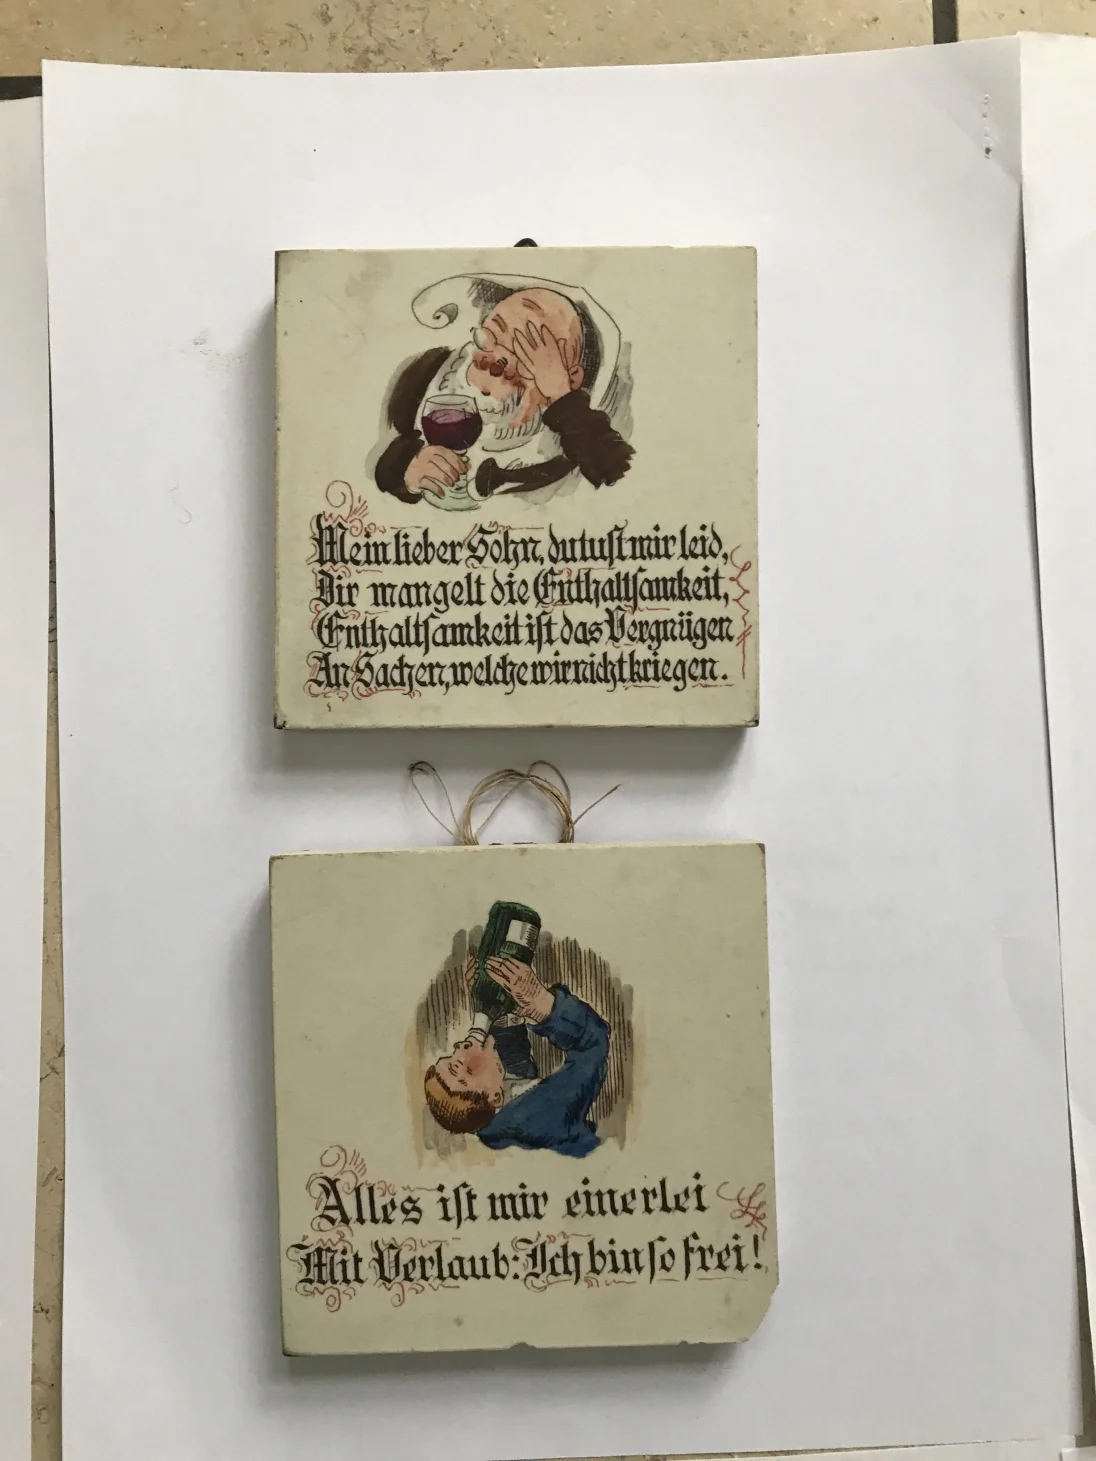 Mein lieber Sohn, du tust mir leid,
Dir mangelt die Enthaltsamkeit,
Enthaltsamkeit ist das Vergnügen
An Sachen, welche wir nicht kriegen.
Alles ist mir einerlei
Mit Verlaub: Ich bin so frei!